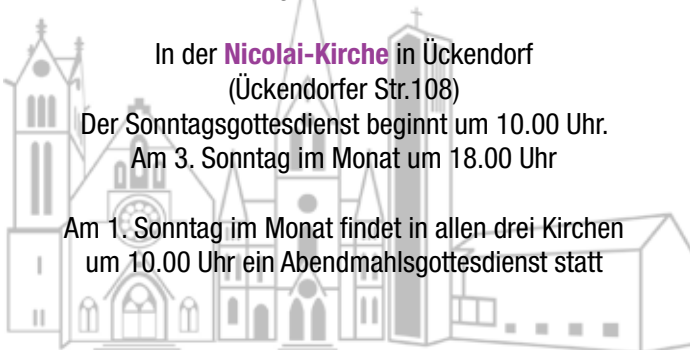 In der Nicolai-Kirche in Ückendorf
(Ückendorfer Str.108)
Der Sonntagsgottesdienst beginnt um 10.00 Uhr.
Am 3. Sonntag im Monat um 18.00 Uhr
Am 1. Sonntag im Monat findet in allen drei Kirchen
um 10.00 Uhr ein Abendmahlsgottesdienst statt